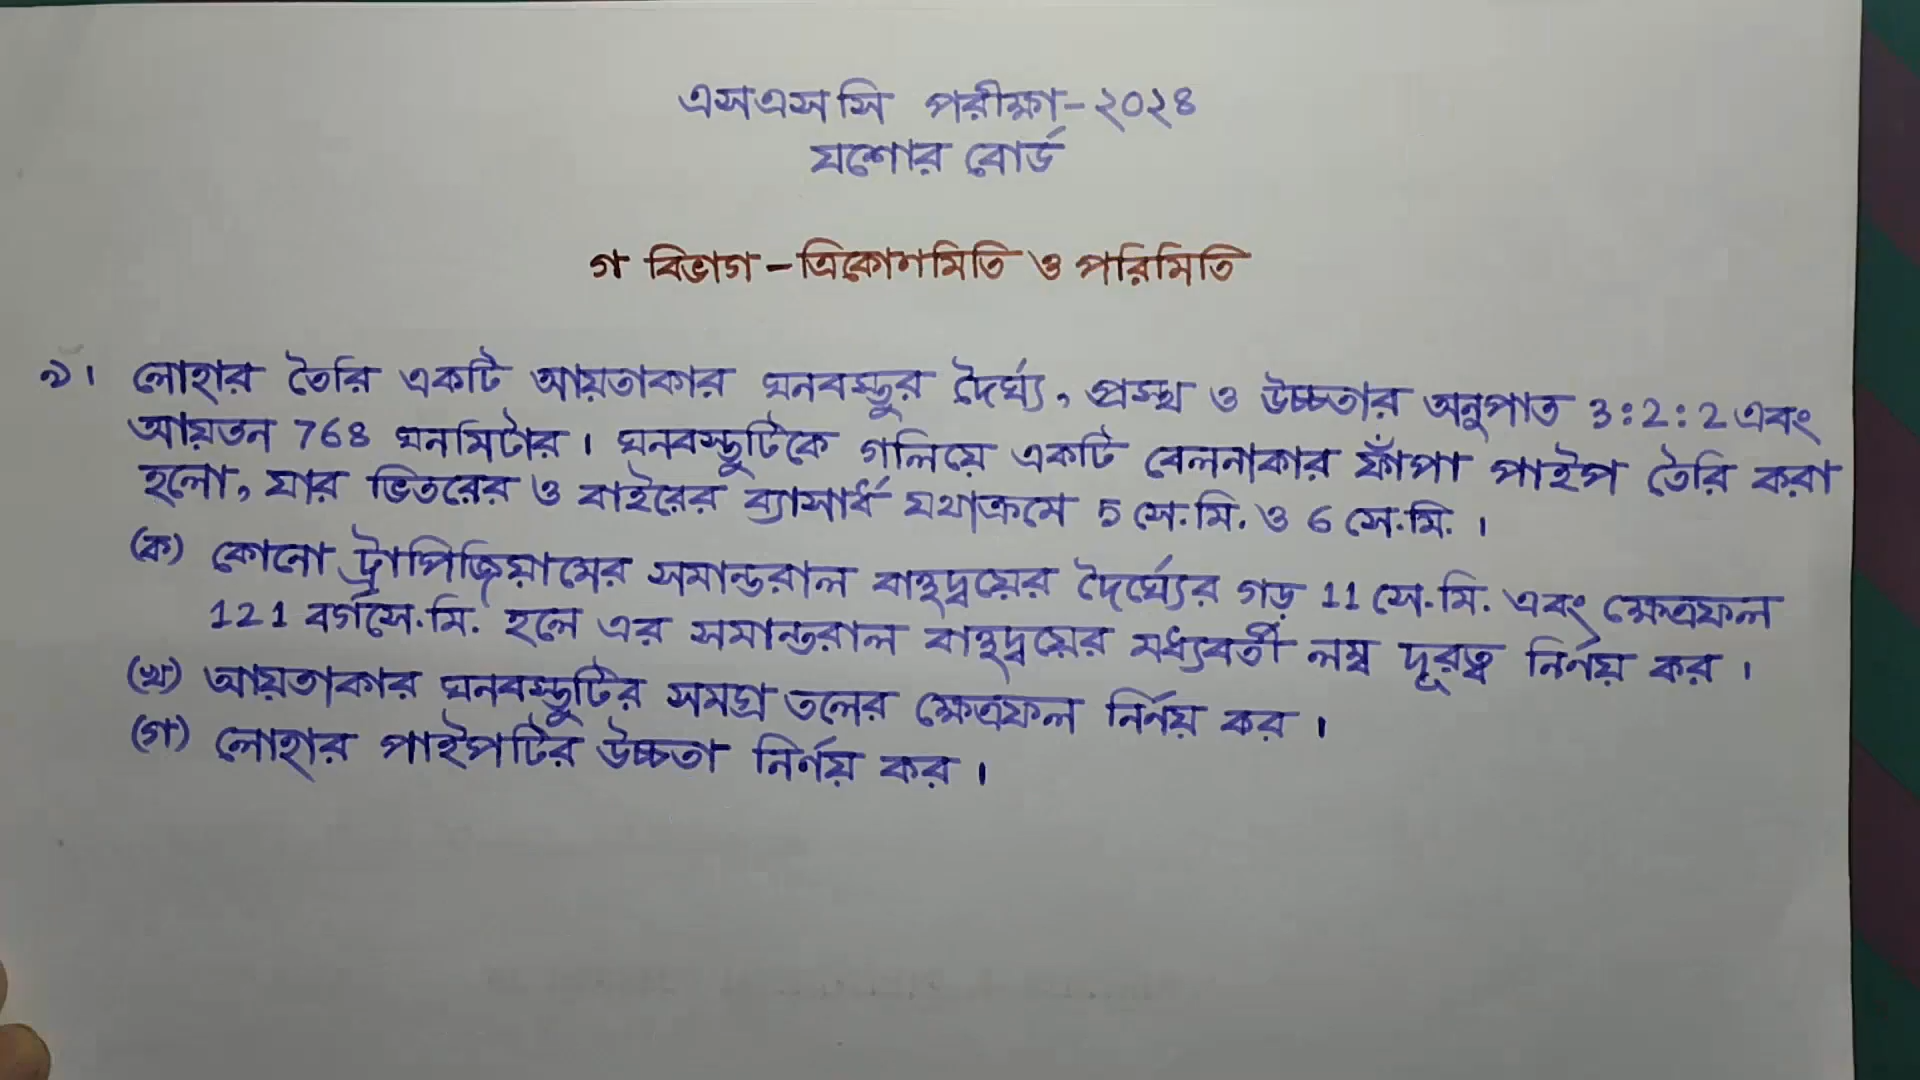 এসএসসি পরীক্ষা-২০২৪
যশোর বোর্ড
গ বিভাগ - ত্রিকোণমিতি ও পরিমিতি
৯। লোহার তৈরি একটি আয়তাকার ঘনবস্তুর দৈর্ঘ্য, প্রস্থ ও উচ্চতার অনুপাত 3:2:2 এবং
আয়তন 768 ঘনমিটার। ঘনবস্তুটিকে গলিয়ে একটি বেলনাকার ফাঁপা পাইপ তৈরি করা
হলো, যার ভিতরের ও বাইরের ব্যাসার্ধ যথাক্রমে 5 সে.মি. ও 6 সে.মি. ।
(ক) কোনো ট্রাপিজিয়ামের সমান্তরাল বাহুদ্বয়ের দৈর্ঘ্যের গড় 11 সে.মি. এবং ক্ষেত্রফল
121 বর্গসে.মি. হলে এর সমান্তরাল বাহুদ্বয়ের মধ্যবর্তী লম্ব দূরত্ব নির্ণয় কর ।
(খ) আয়তাকার ঘনবস্তুটির সমগ্র তলের ক্ষেত্রফল নির্ণয় কর ।
(গ) লোহার পাইপটির উচ্চতা নির্ণয় কর ।